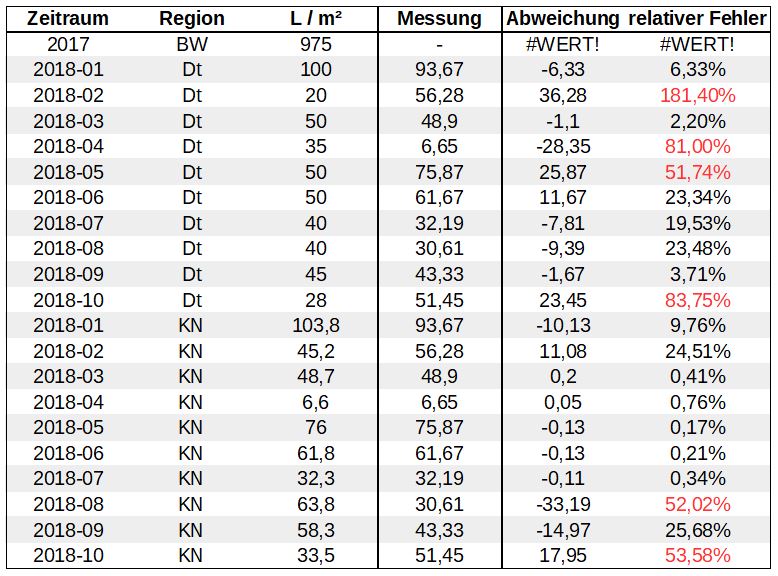 Zeitraum Region L / m² Messung Abweichung relativer Fehler
2017 BW 975 - #WERT! #WERT!
2018-01 Dt 100 93,67 -6,33 6,33%
2018-02 Dt 20 56,28 36,28 181,40%
2018-03 Dt 50 48,9 -1,1 2,20%
2018-04 Dt 35 6,65 -28,35 81,00%
2018-05 Dt 50 75,87 25,87 51,74%
2018-06 Dt 50 61,67 11,67 23,34%
2018-07 Dt 40 32,19 -7,81 19,53%
2018-08 Dt 40 30,61 -9,39 23,48%
2018-09 Dt 45 43,33 -1,67 3,71%
2018-10 Dt 28 51,45 23,45 83,75%
2018-01 KN 103,8 93,67 -10,13 9,76%
2018-02 KN 45,2 56,28 11,08 24,51%
2018-03 KN 48,7 48,9 0,2 0,41%
2018-04 KN 6,6 6,65 0,05 0,76%
2018-05 KN 76 75,87 -0,13 0,17%
2018-06 KN 61,8 61,67 -0,13 0,21%
2018-07 KN 32,3 32,19 -0,11 0,34%
2018-08 KN 63,8 30,61 -33,19 52,02%
2018-09 KN 58,3 43,33 -14,97 25,68%
2018-10 KN 33,5 51,45 17,95 53,58%